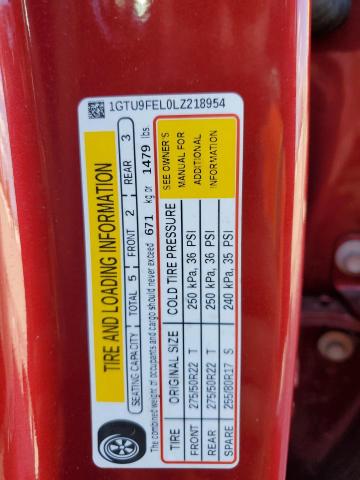 1GTU9FEL0LZ218954
TIRE AND LOADING INFORMATION
SEATING CAPACITY TOTAL 5 FRONT 2 REAR 3
The combined weight of occupants and cargo should never exceed 671 kg or 1479 lbs.
TIRE ORIGINAL SIZE COLD TIRE PRESSURE
FRONT 275/50R22 T 250 kPa, 36 PSI
REAR 275/50R22 T 250 kPa, 36 PSI
SPARE 255/80R17 S 240 kPa, 35 PSI
SEE OWNER'S
MANUAL FOR
ADDITIONAL
INFORMATION